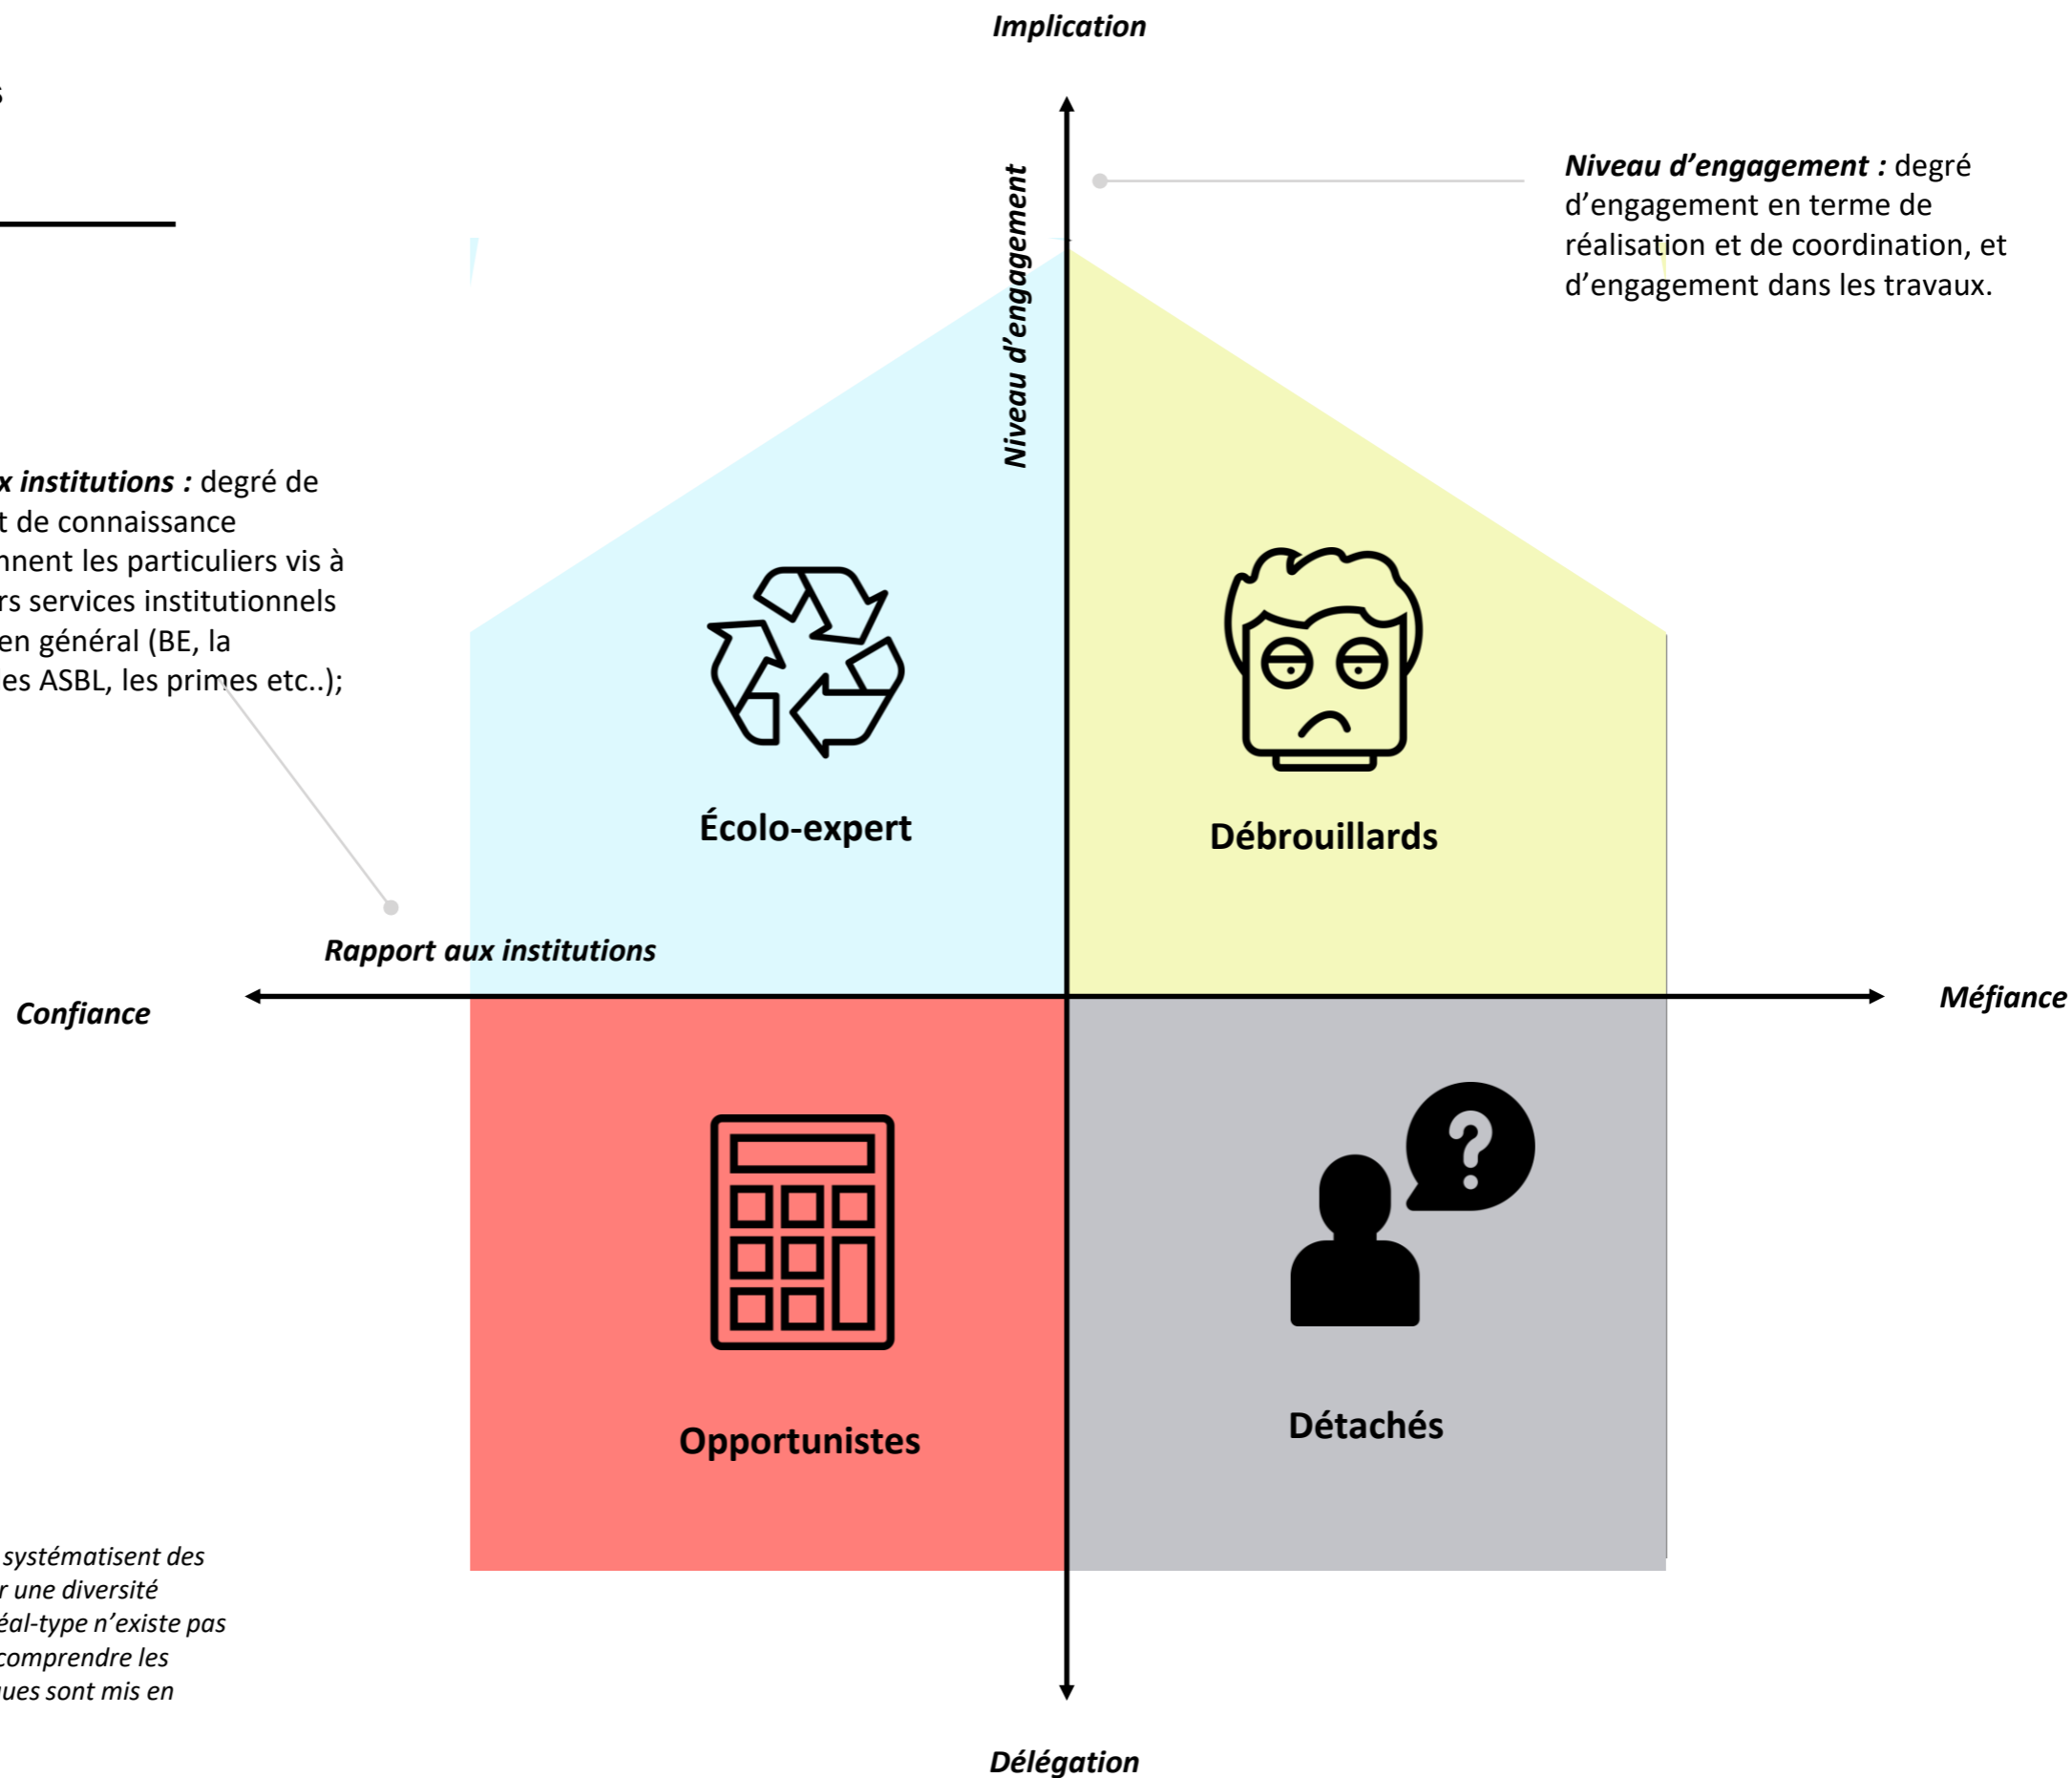 Implication
s
Niveau d'engagement
Niveau d'engagement : degré
d'engagement en terme de
réalisation et de coordination, et
d'engagement dans les travaux.
x institutions : degré de
t de connaissance
nnent les particuliers vis à
rs services institutionnels
en général (BE, la
es ASBL, les primes etc..);
Écolo-expert
Débrouillards
Rapport aux institutions
Confiance
Méfiance
?
Opportunistes
Détachés
systématisent des
r une diversité
éal-type n'existe pas
comprendre les
ques sont mis en
Délégation